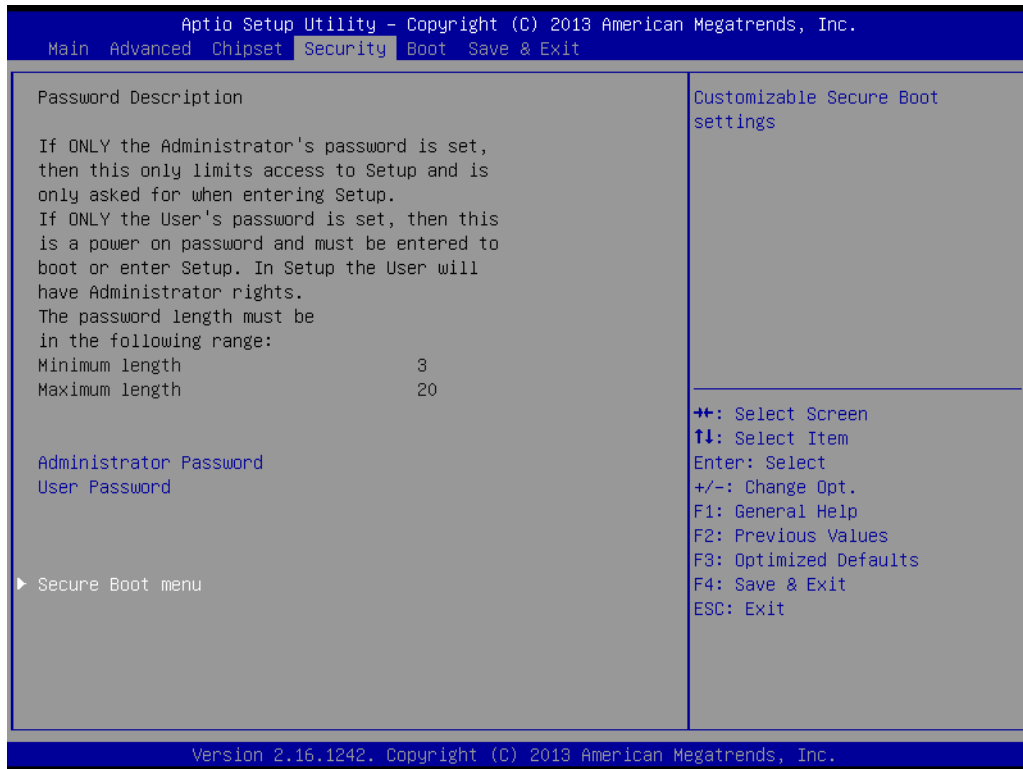 Aptio Setup Utility – Copyright (C) 2013 American Megatrends, Inc.
Main Advanced Chipset Security Boot Save & Exit
Password Description
If ONLY the Administrator's password is set,
then this only limits access to Setup and is
only asked for when entering Setup.
If ONLY the User's password is set, then this
is a power on password and must be entered to
boot or enter Setup. In Setup the User will
have Administrator rights.
The password length must be
in the following range:
Minimum length 3
Maximum length 20
Administrator Password
User Password
► Secure Boot menu
Customizable Secure Boot
settings
→←: Select Screen
↑↓: Select Item
Enter: Select
+/-: Change Opt.
F1: General Help
F2: Previous Values
F3: Optimized Defaults
F4: Save & Exit
ESC: Exit
Version 2.16.1242. Copyright (C) 2013 American Megatrends, Inc.